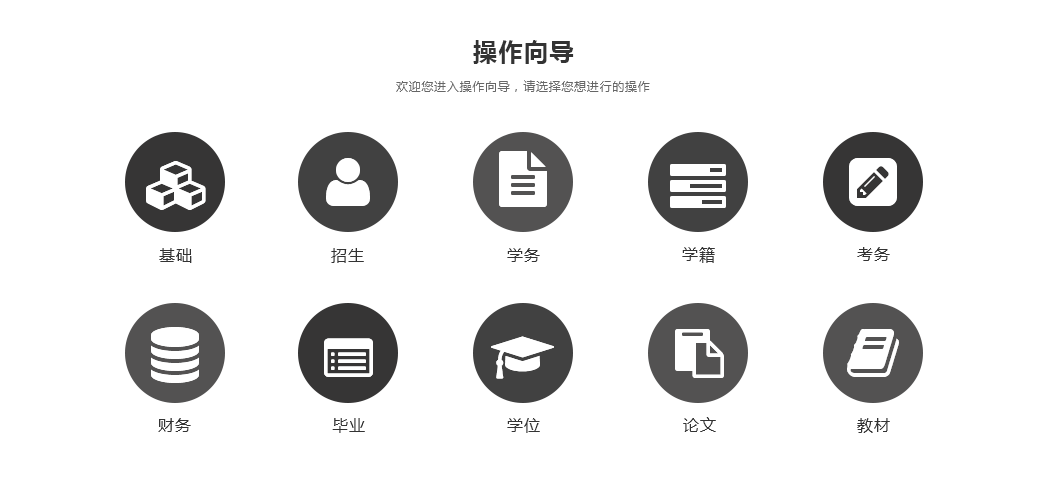 操作向导
欢迎您进入操作向导，请选择您想进行的操作
基础
招生
学务
学籍
考务
财务
毕业
学位
论文
教材